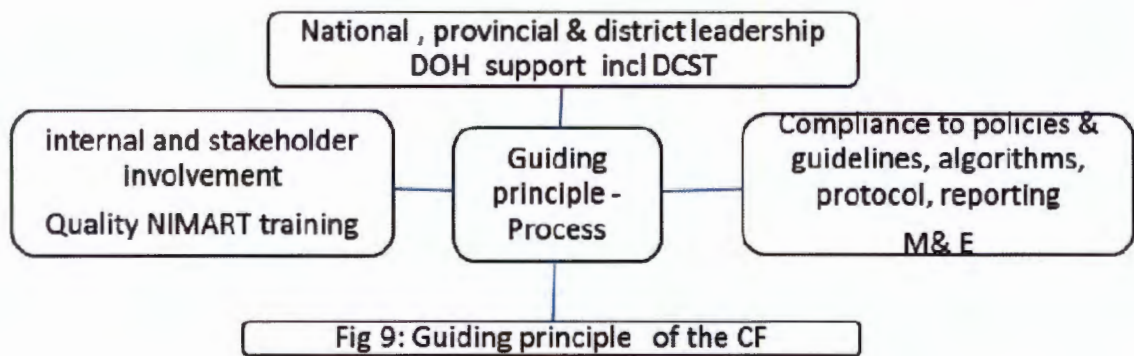 National , provincial & district leadership
DOH support incl DCST
internal and stakeholder
involvement
Quality NIMART training
Guiding
principle -
Process
Compliance to policies &
guidelines, algorithms,
protocol, reporting
M& E
Fig 9: Guiding principle of the CF